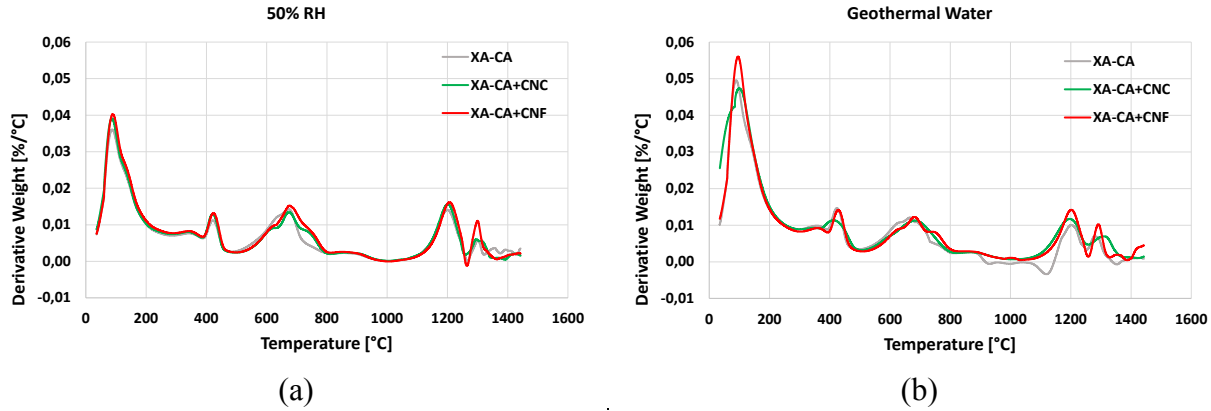 50% RH
0,06
0,05
0,04
0,03
0,02
0,01
0,00
-0,01
Derivative Weight [%/°C]
0 200 400 600 800 1000 1200 1400 1600
Temperature [°C]
XA-CA
XA-CA+CNC
XA-CA+CNF
(a)
Geothermal Water
0,06
0,05
0,04
0,03
0,02
0,01
0,00
-0,01
Derivative Weight [%/°C]
0 200 400 600 800 1000 1200 1400 1600
Temperature [°C]
XA-CA
XA-CA+CNC
XA-CA+CNF
(b)